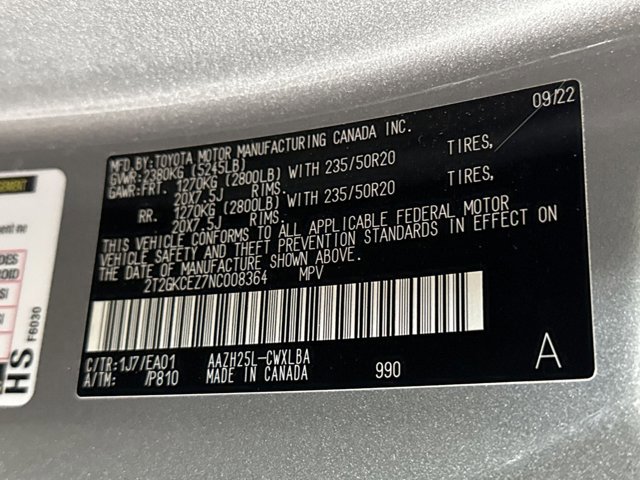 09/22
MFD.BY:TOYOTA MOTOR MANUFACTURING CANADA INC.
GVWR:2380KG (5245LB)
GAWR:FRT. 1270KG (2800LB) WITH 235/50R20 TIRES,
20X7.5J RIMS.
RR. 1270KG (2800LB) WITH 235/50R20 TIRES,
20X7.5J RIMS.
THIS VEHICLE CONFORMS TO ALL APPLICABLE FEDERAL MOTOR
VEHICLE SAFETY AND THEFT PREVENTION STANDARDS IN EFFECT ON
THE DATE OF MANUFACTURE SHOWN ABOVE.
2T2GKCEZ7NC008364 MPV
C/TR:1J7/EA01 AAZH25L-CWXLBA
A/TM: /P810 MADE IN CANADA 990 A
HS F6030